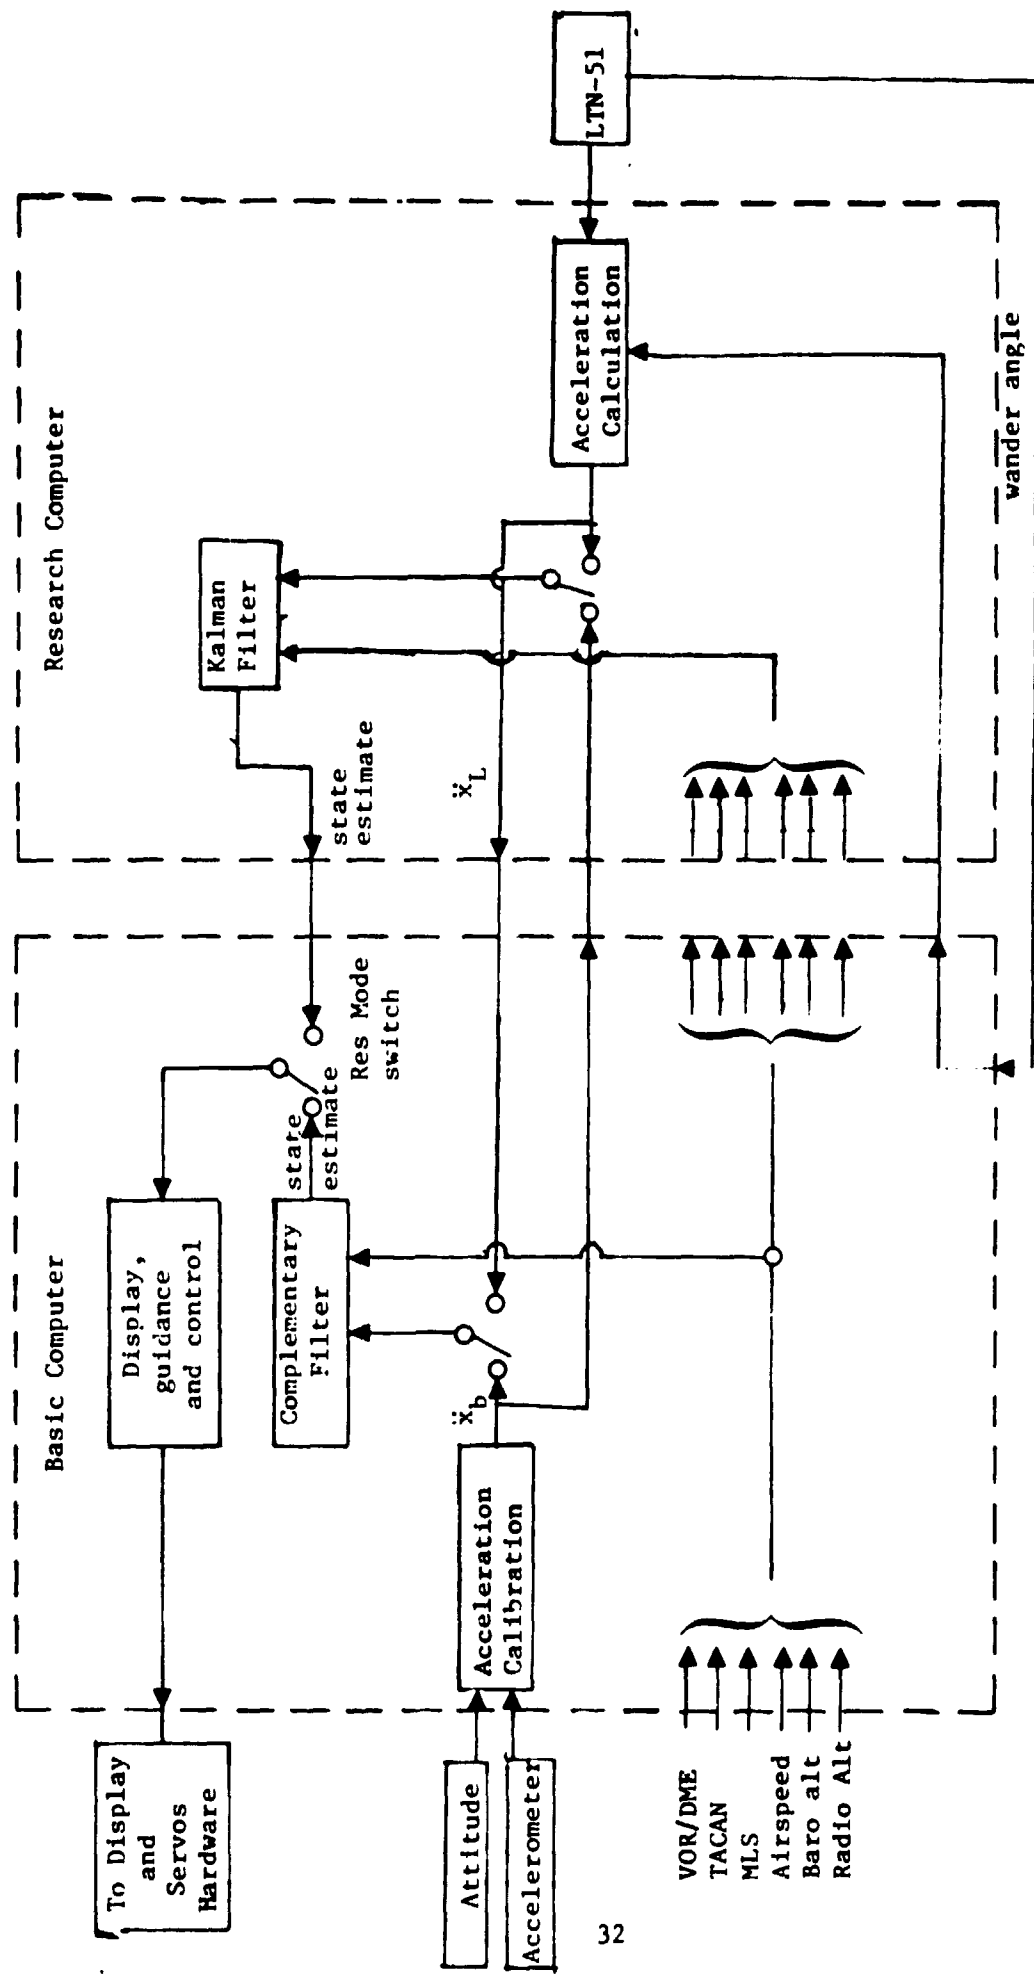 To Display
and
Servos
Hardware
Basic Computer
Display,
guidance
and control
Complementary
Filter
state
estimate
Res Mode
switch
Attitude
Accelerometer
Acceleration
Calibration
ẍb
VOR/DME
TACAN
MLS
Airspeed
Baro alt
Radio Alt
Research Computer
Kalman
Filter
state
estimate
ẍL
Acceleration
Calculation
LTN-51
wander angle
32